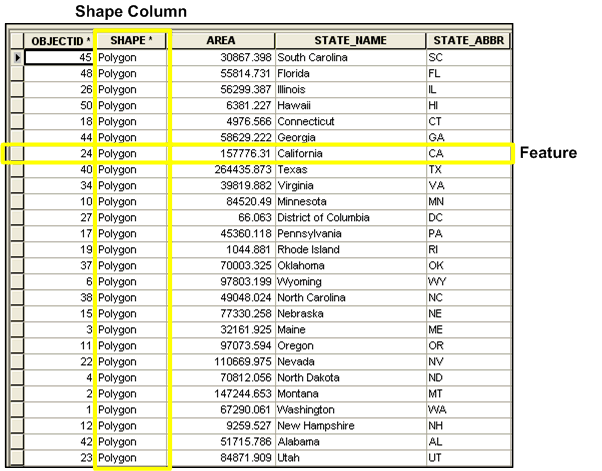 Shape Column
OBJECTID * SHAPE * AREA STATE_NAME STATE_ABBR
45 Polygon 30867.398 South Carolina SC
48 Polygon 55814.731 Florida FL
26 Polygon 56299.387 Illinois IL
50 Polygon 6381.227 Hawaii HI
18 Polygon 4976.566 Connecticut CT
44 Polygon 58629.222 Georgia GA
24 Polygon 157776.31 California CA Feature
40 Polygon 264435.873 Texas TX
34 Polygon 39819.882 Virginia VA
10 Polygon 84520.49 Minnesota MN
27 Polygon 66.063 District of Columbia DC
17 Polygon 45360.118 Pennsylvania PA
19 Polygon 1044.881 Rhode Island RI
37 Polygon 70003.325 Oklahoma OK
6 Polygon 97803.199 Wyoming WY
38 Polygon 49048.024 North Carolina NC
15 Polygon 77330.258 Nebraska NE
3 Polygon 32161.925 Maine ME
11 Polygon 97073.594 Oregon OR
22 Polygon 110669.975 Nevada NV
4 Polygon 70812.056 North Dakota ND
2 Polygon 147244.653 Montana MT
1 Polygon 67290.061 Washington WA
12 Polygon 9259.527 New Hampshire NH
42 Polygon 51715.786 Alabama AL
23 Polygon 84871.909 Utah UT